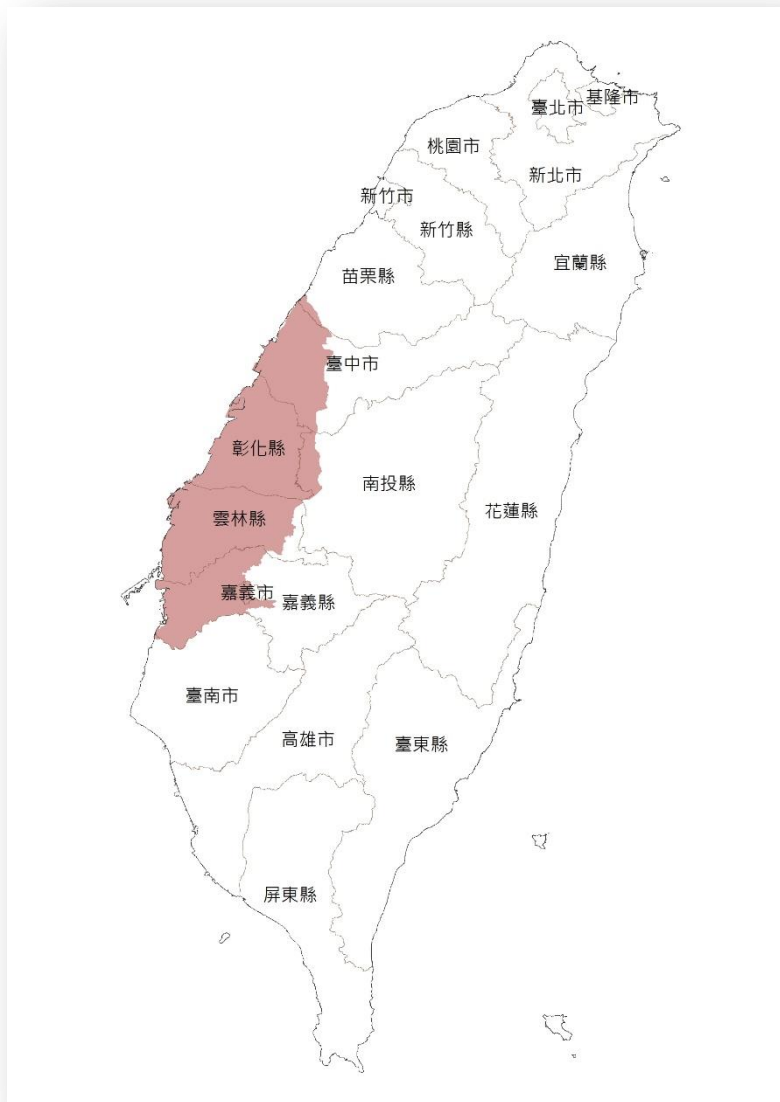 基隆市
臺北市
桃園市
新北市
新竹市
新竹縣
宜蘭縣
苗栗縣
臺中市
彰化縣
南投縣
花蓮縣
雲林縣
嘉義市
嘉義縣
臺南市
高雄市
臺東縣
屏東縣